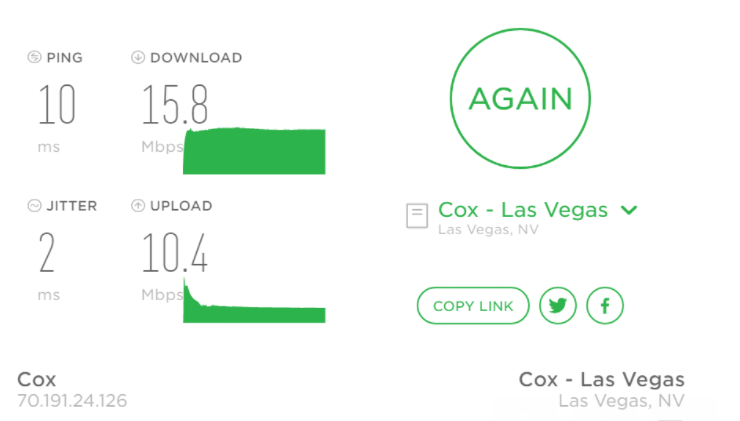 PING
10
ms
DOWNLOAD
15.8
Mbps
JITTER
2
ms
UPLOAD
10.4
Mbps
AGAIN
Cox - Las Vegas
Las Vegas, NV
COPY LINK
Cox
70.191.24.126
Cox - Las Vegas
Las Vegas, NV